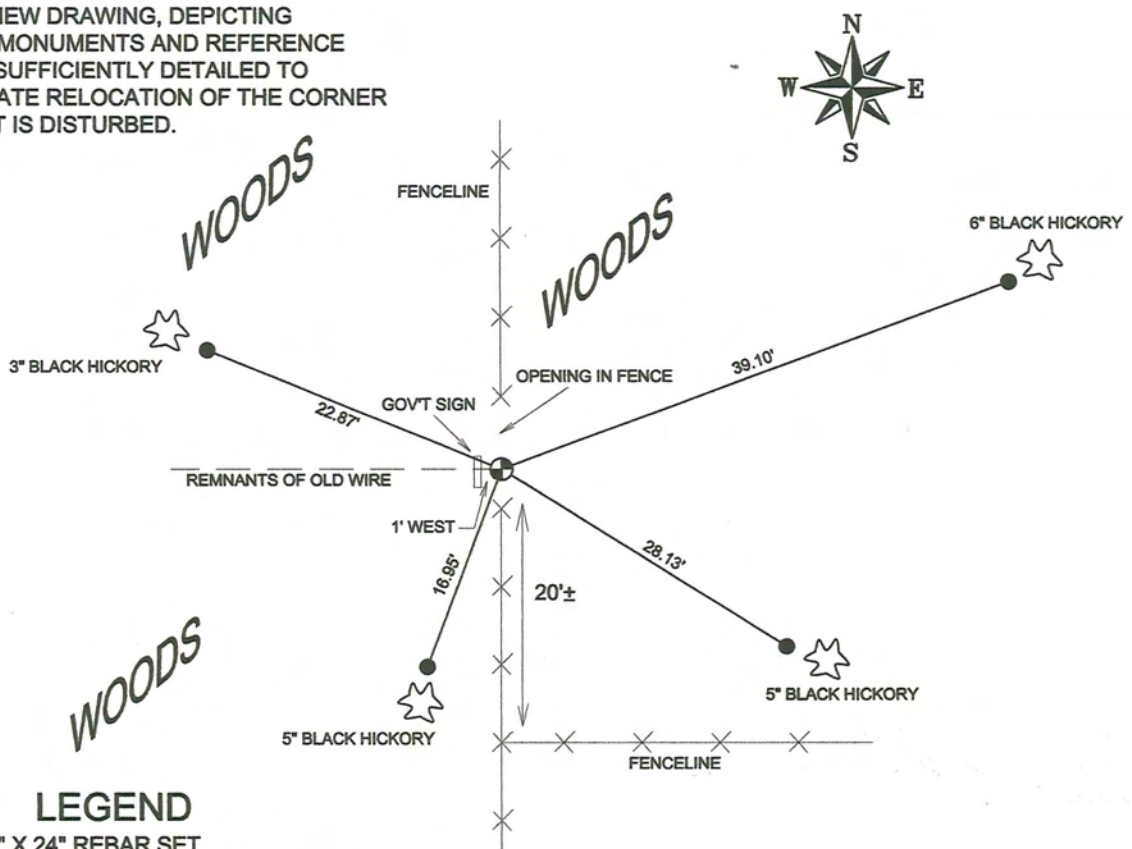 IEW DRAWING, DEPICTING
MONUMENTS AND REFERENCE
SUFFICIENTLY DETAILED TO
ATE RELOCATION OF THE CORNER
T IS DISTURBED.
N
W
E
S
WOODS
FENCELINE
WOODS
6" BLACK HICKORY
3" BLACK HICKORY
39.10'
OPENING IN FENCE
GOV'T SIGN
22.87'
REMNANTS OF OLD WIRE
1' WEST
28.13'
16.95'
20'±
WOODS
5" BLACK HICKORY
5" BLACK HICKORY
FENCELINE
LEGEND
" X 24" REBAR SET